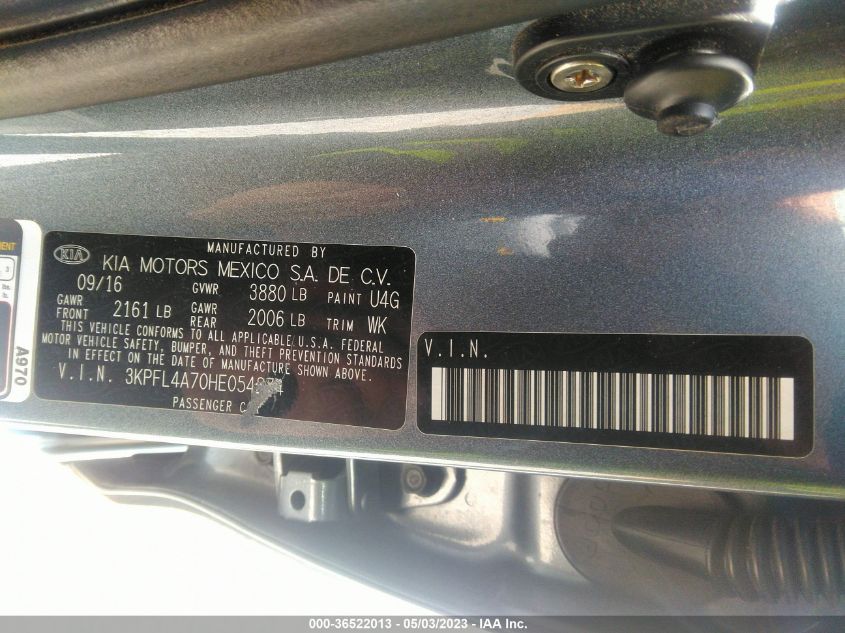 MANUFACTURED BY
KIA
KIA MOTORS MEXICO S.A. DE C.V.
09/16 GVWR 3880 LB PAINT U4G
GAWR FRONT 2161 LB GAWR REAR 2006 LB TRIM WK
THIS VEHICLE CONFORMS TO ALL APPLICABLE U.S.A. FEDERAL
MOTOR VEHICLE SAFETY, BUMPER, AND THEFT PREVENTION STANDARDS
IN EFFECT ON THE DATE OF MANUFACTURE SHOWN ABOVE.
V.I.N.
PASSENGER
V.I.N.
A970
000-36522013 - 05/03/2023 - IAA Inc.